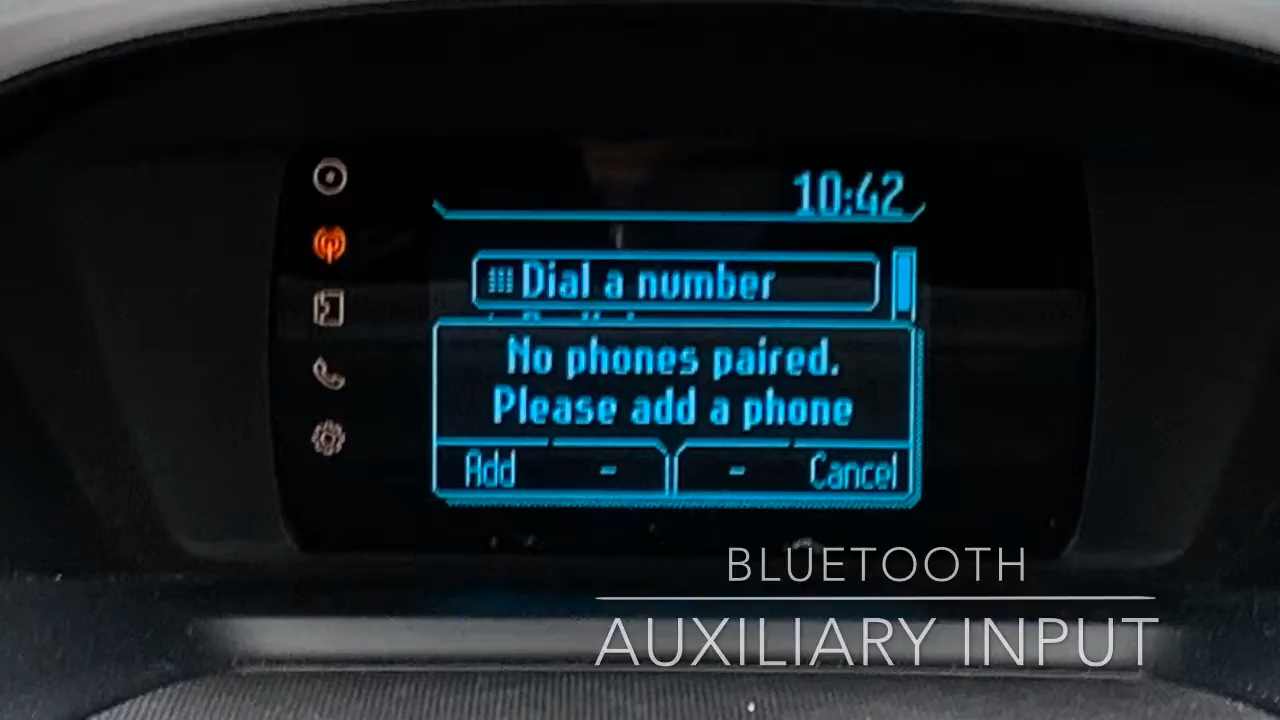 10:42
Dial a number
No phones paired.
Please add a phone
Add - - Cancel
BLUETOOTH
AUXILIARY INPUT